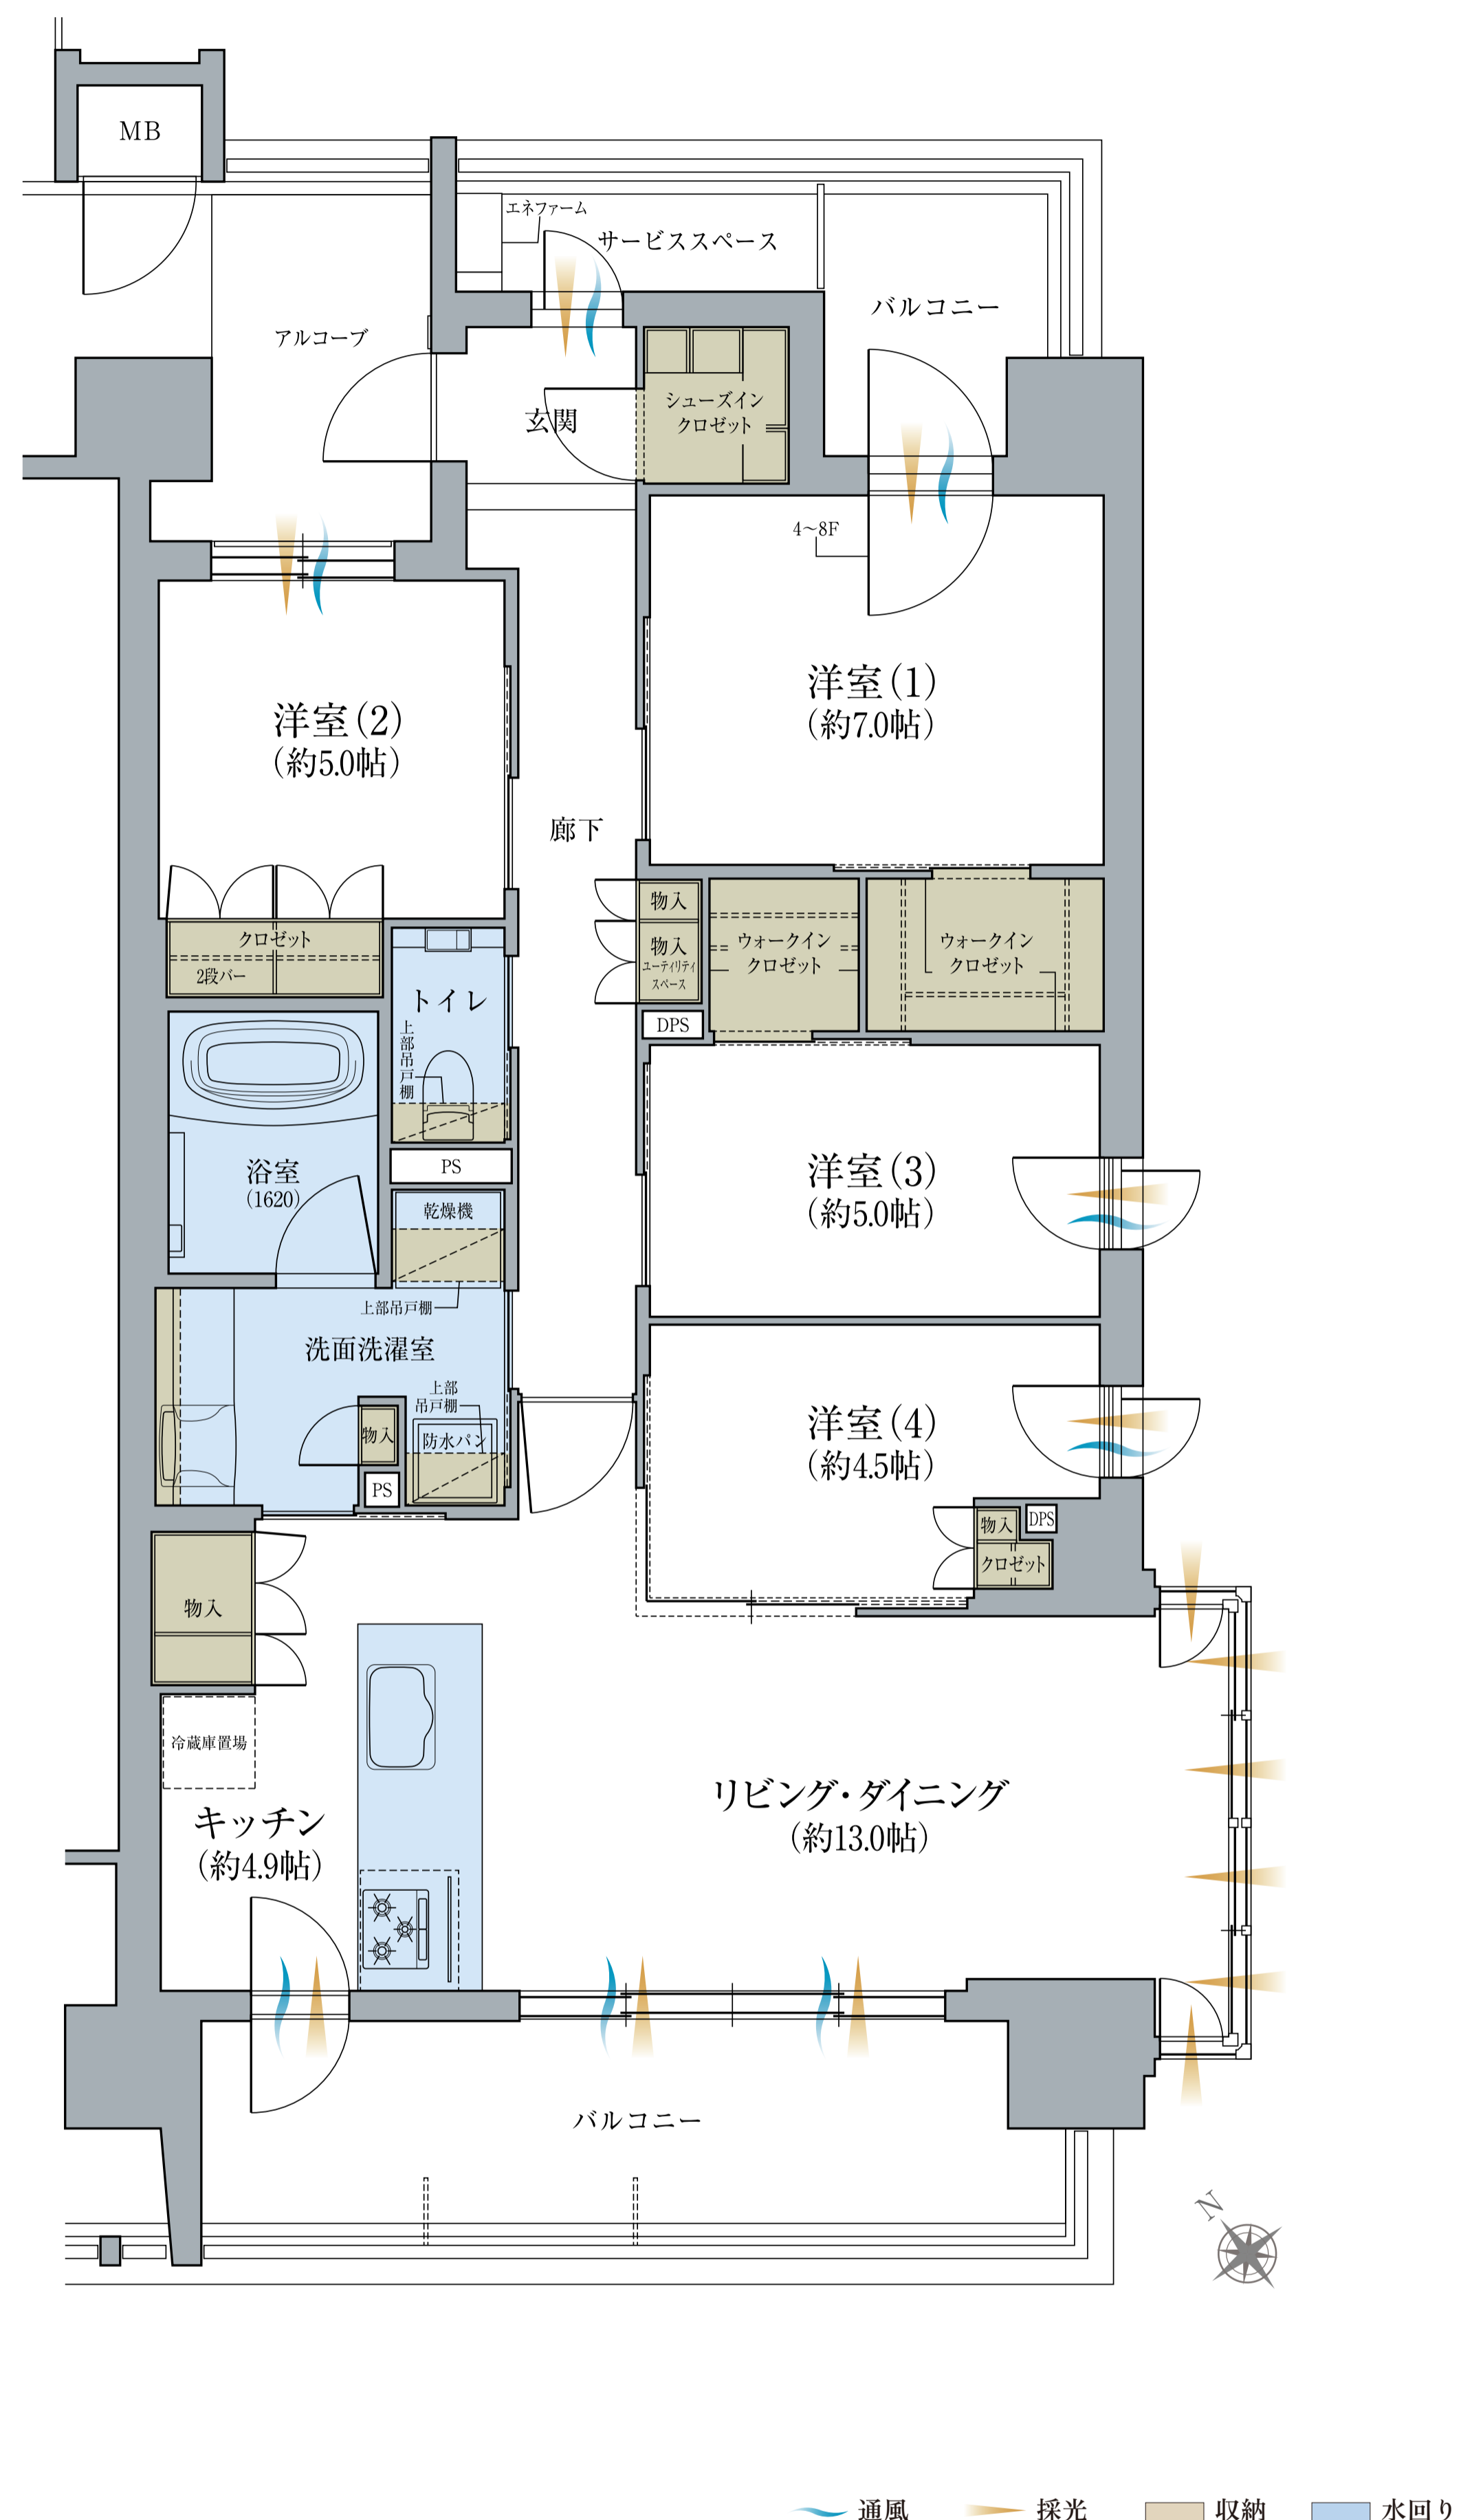 MB
エネファーム
サービススペース
バルコニー
アルコーブ
玄関
シューズイン
クロゼット
4〜8F
洋室(1)
(約7.0帖)
洋室(2)
(約5.0帖)
廊下
物入
物入
ユーティリティ
スペース
ウォークイン
クロゼット
ウォークイン
クロゼット
クロゼット
2段バー
トイレ
上部吊戸棚
DPS
浴室
(1620)
PS
乾燥機
上部吊戸棚
洋室(3)
(約5.0帖)
洗面洗濯室
上部
吊戸棚
物入
防水パン
PS
洋室(4)
(約4.5帖)
物入
DPS
クロゼット
物入
冷蔵庫置場
キッチン
(約4.9帖)
リビング・ダイニング
(約13.0帖)
バルコニー
N
通風
採光
収納
水回り